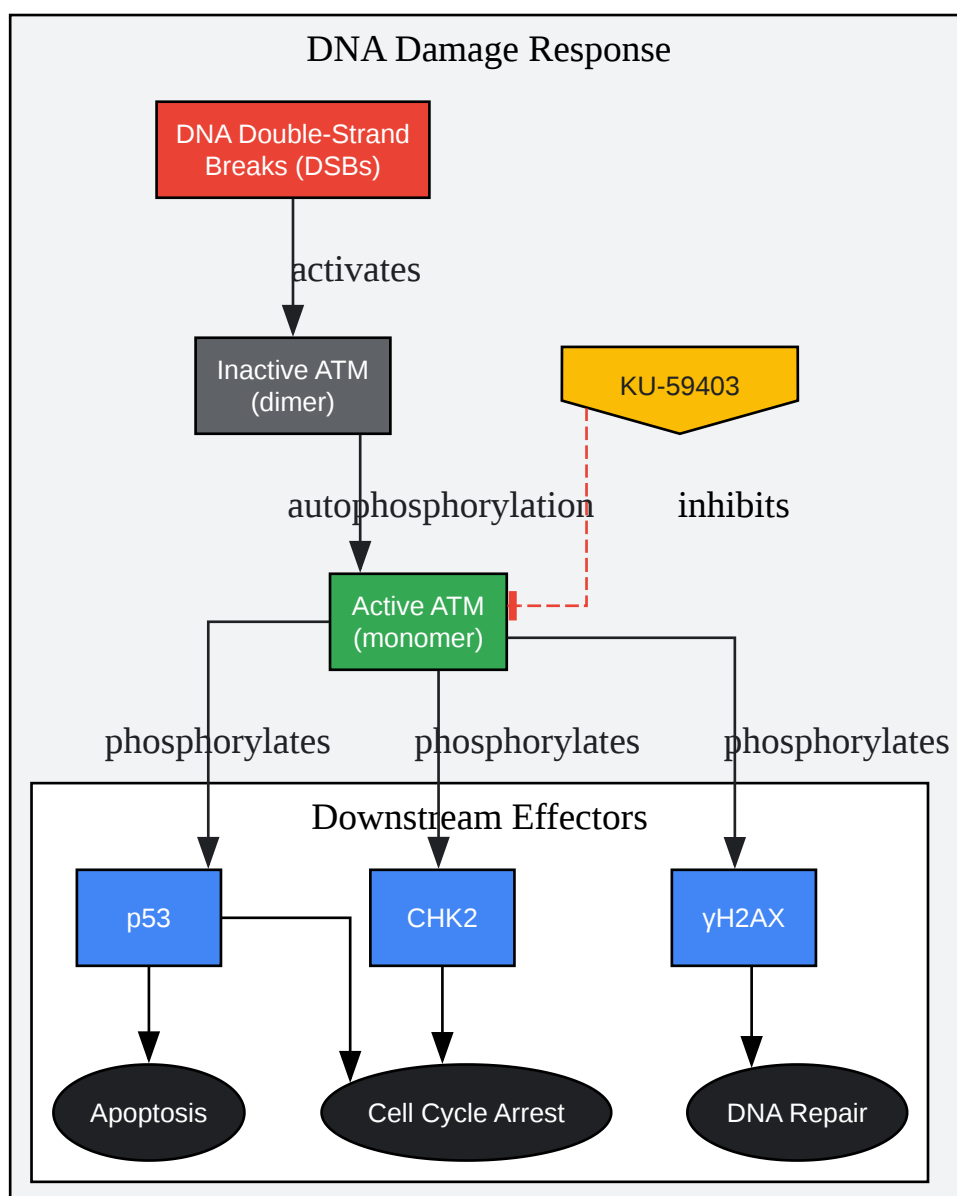 DNA Damage Response
DNA Double-Strand
Breaks (DSBs)
activates
Inactive ATM
(dimer)
KU-59403
autophosphorylation
inhibits
Active ATM
(monomer)
phosphorylates
phosphorylates
phosphorylates
Downstream Effectors
p53
CHK2
γH2AX
Apoptosis
Cell Cycle Arrest
DNA Repair